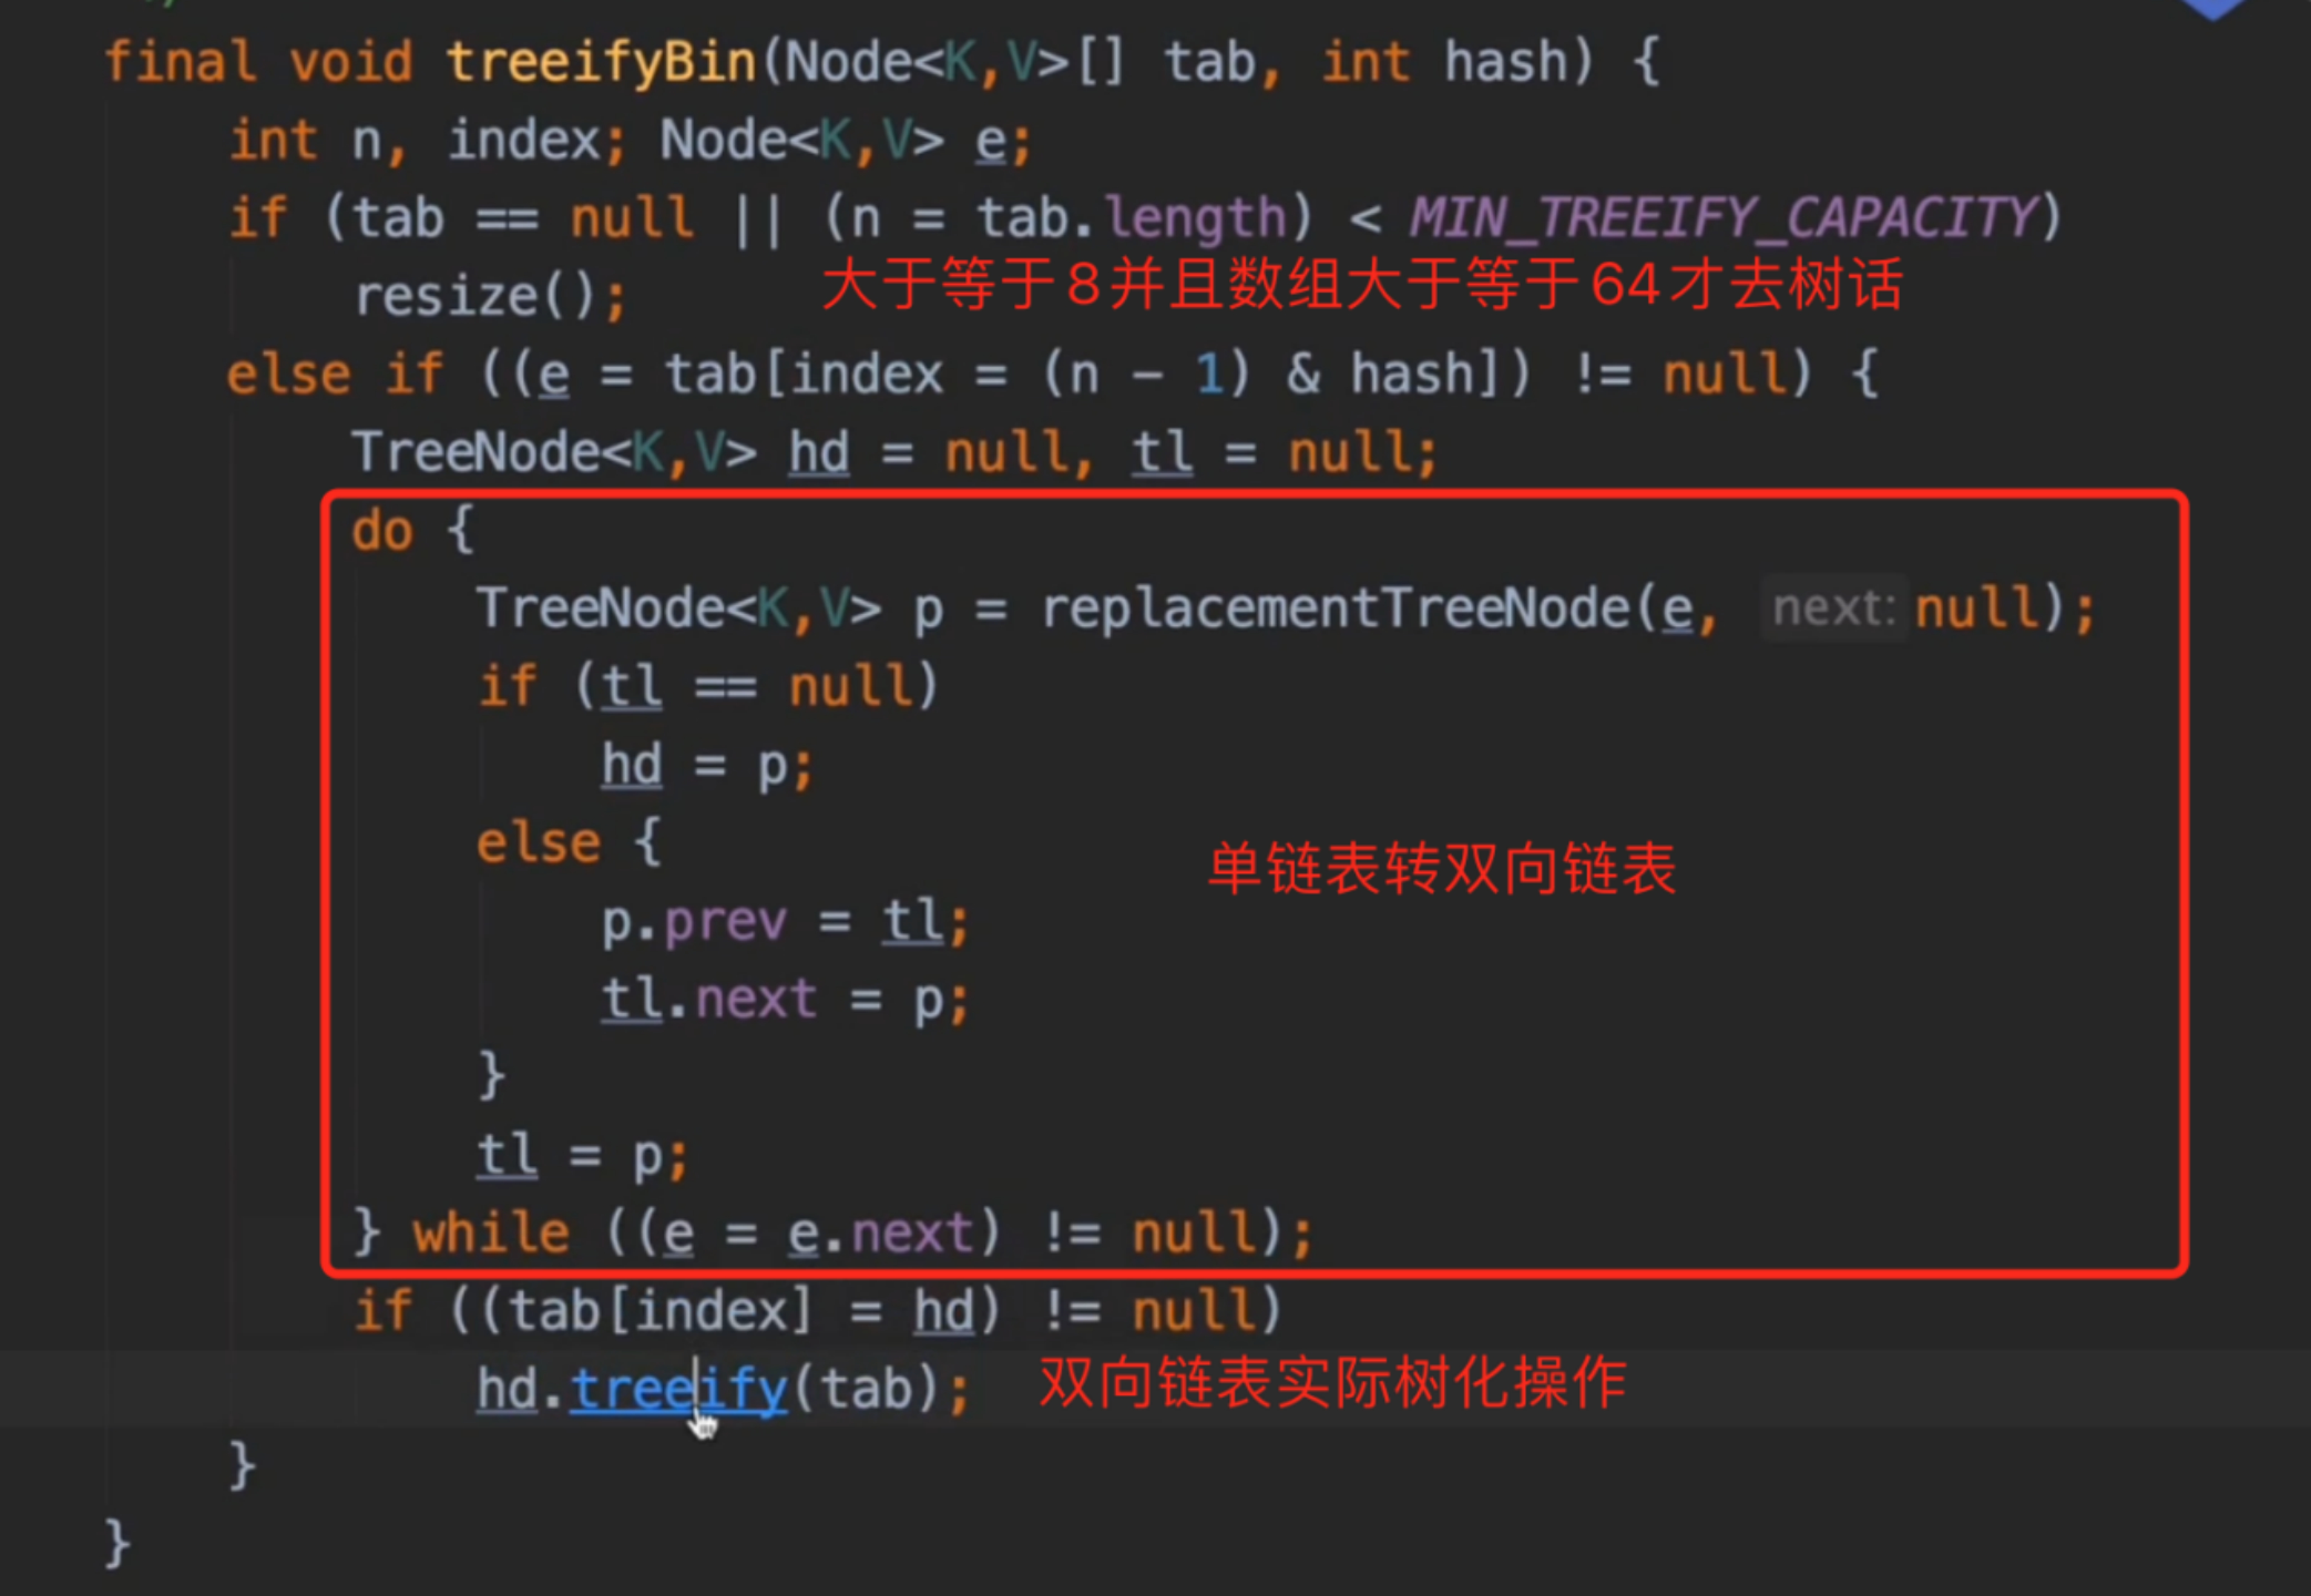 final void treeifyBin(Node<K,V>[] tab, int hash) {
int n, index; Node<K,V> e;
if (tab == null || (n = tab.length) < MIN_TREEIFY_CAPACITY)
resize(); 大于等于8并且数组大于等于64才去树话
else if ((e = tab[index = (n - 1) & hash]) != null) {
TreeNode<K,V> hd = null, tl = null;
do {
TreeNode<K,V> p = replacementTreeNode(e, next: null);
if (tl == null)
hd = p;
else {
单链表转双向链表
p.prev = tl;
tl.next = p;
}
tl = p;
} while ((e = e.next) != null);
if ((tab[index] = hd) != null)
hd.treeify(tab); 双向链表实际树化操作
}
}